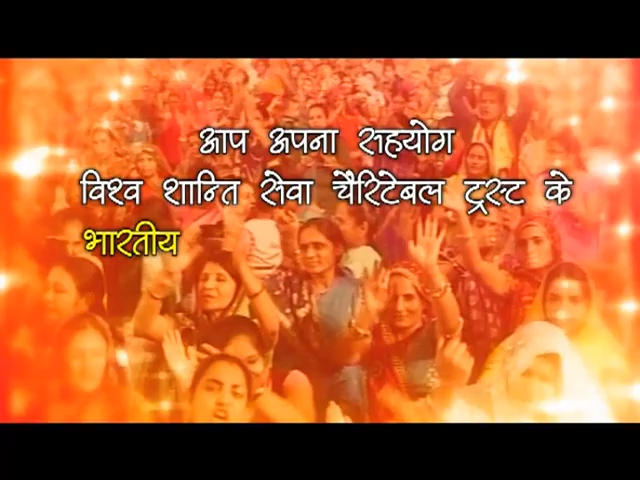 आप अपना सहयोग
विश्व शान्ति सेवा चैरिटेबल ट्रस्ट के
भारतीय